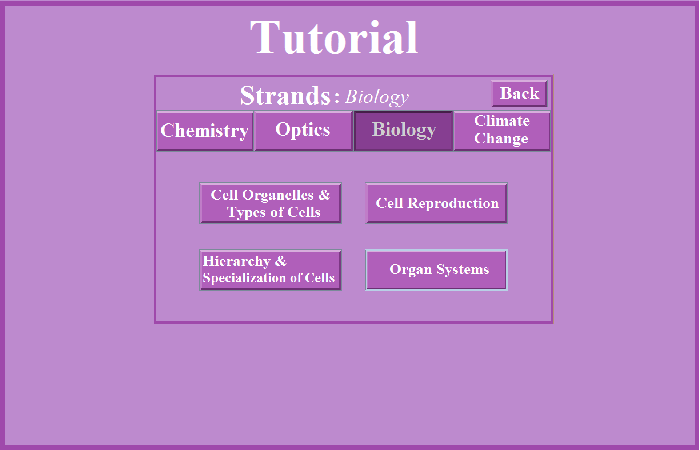 Tutorial
Strands: Biology
Back
Chemistry
Optics
Biology
Climate
Change
Cell Organelles &
Types of Cells
Cell Reproduction
Hierarchy &
Specialization of Cells
Organ Systems